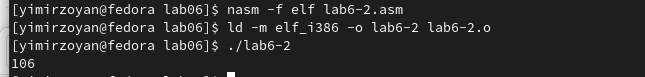 [yimirzoyan@fedora lab06]$ nasm -f elf lab6-2.asm
[yimirzoyan@fedora lab06]$ ld -m elf_i386 -o lab6-2 lab6-2.o
[yimirzoyan@fedora lab06]$ ./lab6-2
106